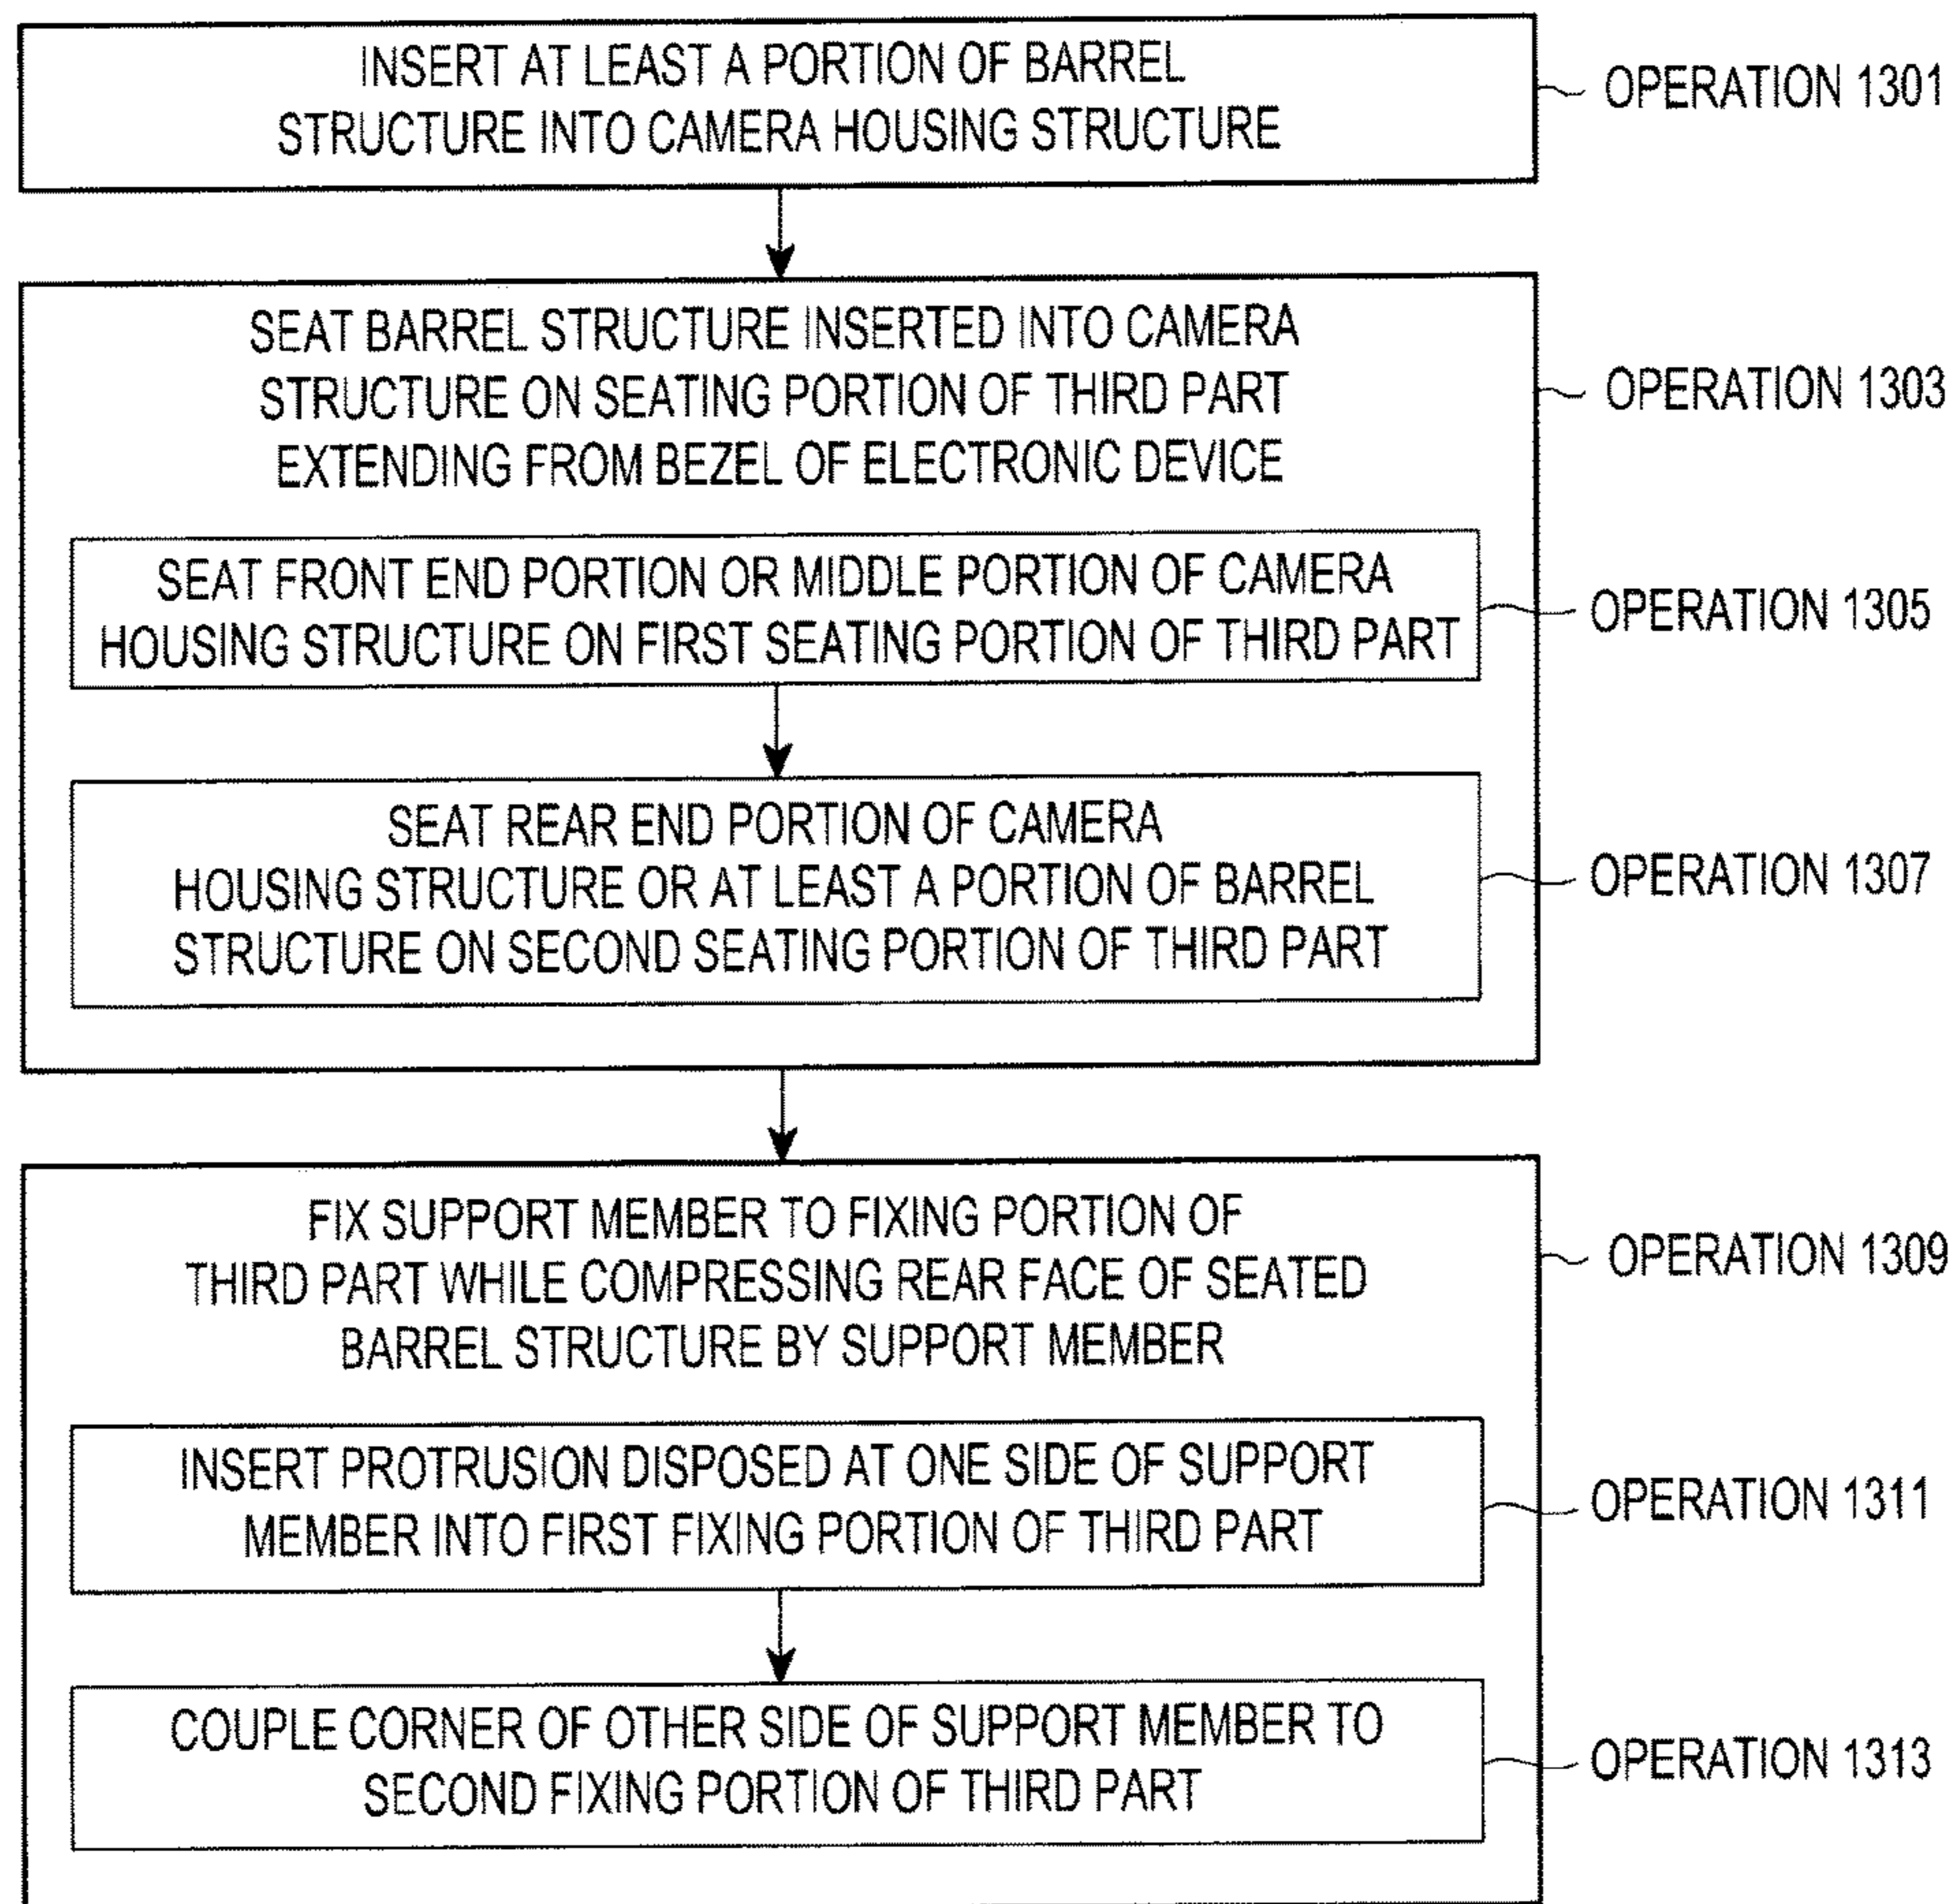 INSERT AT LEAST A PORTION OF BARREL
STRUCTURE INTO CAMERA HOUSING STRUCTURE
OPERATION 1301
SEAT BARREL STRUCTURE INSERTED INTO CAMERA
STRUCTURE ON SEATING PORTION OF THIRD PART
EXTENDING FROM BEZEL OF ELECTRONIC DEVICE
OPERATION 1303
SEAT FRONT END PORTION OR MIDDLE PORTION OF CAMERA
HOUSING STRUCTURE ON FIRST SEATING PORTION OF THIRD PART
OPERATION 1305
SEAT REAR END PORTION OF CAMERA
HOUSING STRUCTURE OR AT LEAST A PORTION OF BARREL
STRUCTURE ON SECOND SEATING PORTION OF THIRD PART
OPERATION 1307
FIX SUPPORT MEMBER TO FIXING PORTION OF
THIRD PART WHILE COMPRESSING REAR FACE OF SEATED
BARREL STRUCTURE BY SUPPORT MEMBER
OPERATION 1309
INSERT PROTRUSION DISPOSED AT ONE SIDE OF SUPPORT
MEMBER INTO FIRST FIXING PORTION OF THIRD PART
OPERATION 1311
COUPLE CORNER OF OTHER SIDE OF SUPPORT MEMBER TO
SECOND FIXING PORTION OF THIRD PART
OPERATION 1313